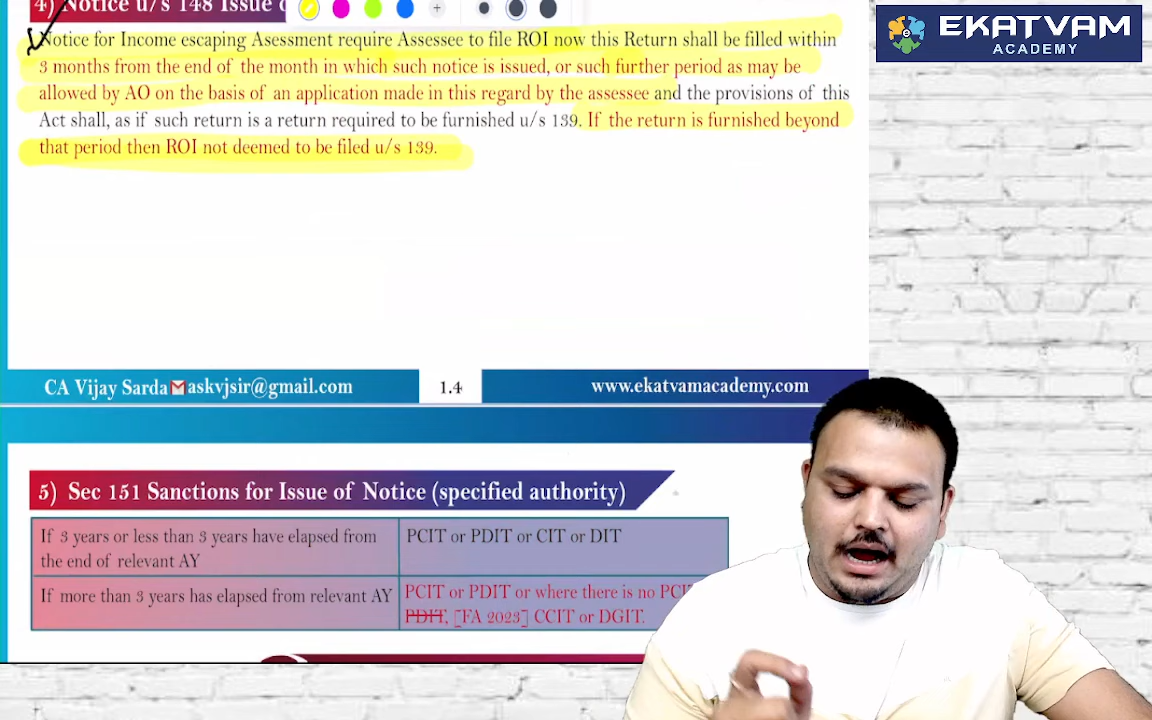 4) Notice u/s 148 Issue
EKATVAM
ACADEMY
Notice for Income escaping Asessment require Assessee to file ROI now this Return shall be filled within
3 months from the end of the month in which such notice is issued, or such further period as may be
allowed by AO on the basis of an application made in this regard by the assessee and the provisions of this
Act shall, as if such return is a return required to be furnished u/s 139. If the return is furnished beyond
that period then ROI not deemed to be filed u/s 139.
CA Vijay Sarda askvjsir@gmail.com
1.4
www.ekatvamacademy.com
5) Sec 151 Sanctions for Issue of Notice (specified authority)
If 3 years or less than 3 years have elapsed from
the end of relevant AY
PCIT or PDIT or CIT or DIT
If more than 3 years has elapsed from relevant AY
PCIT or PDIT or where there is no
PDIT, [FA 2023] CCIT or DGIT.